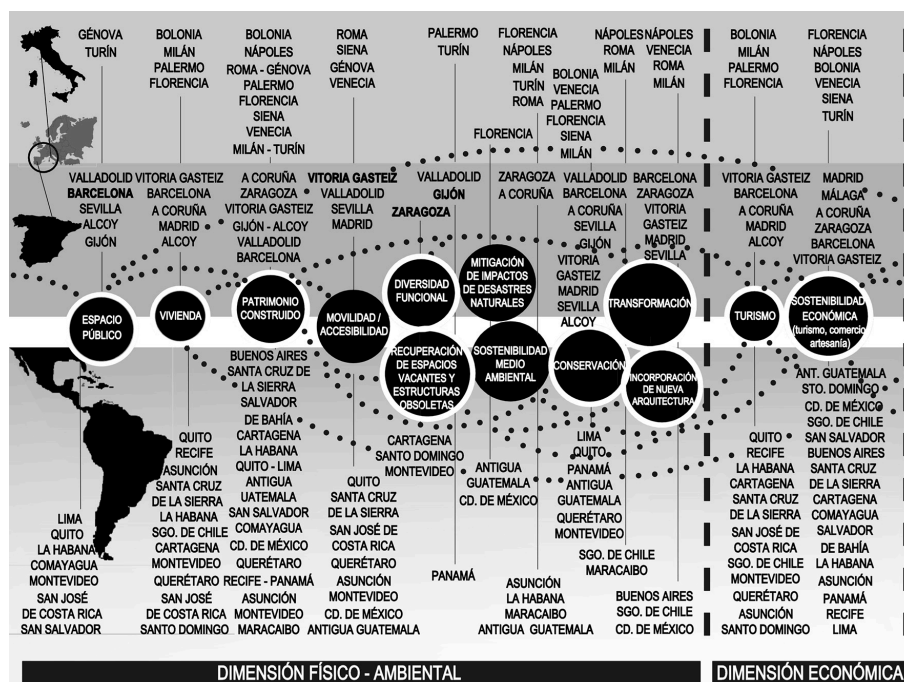 GÉNOVA
TURÍN
BOLONIA
MILÁN
PALERMO
FLORENCIA
BOLONIA
NÁPOLES
ROMA - GÉNOVA
PALERMO
FLORENCIA
SIENA
VENECIA
MILÁN - TURÍN
ROMA
SIENA
GÉNOVA
VENECIA
PALERMO
TURÍN
FLORENCIA
FLORENCIA
NÁPOLES
MILÁN
TURÍN
ROMA
BOLONIA
VENECIA
PALERMO
FLORENCIA
SIENA
MILÁN
NÁPOLES
ROMA
MILÁN
NÁPOLES
VENECIA
ROMA
MILÁN
BOLONIA
MILÁN
PALERMO
FLORENCIA
FLORENCIA
NÁPOLES
BOLONIA
VENECIA
SIENA
TURÍN
VALLADOLID
BARCELONA
SEVILLA
ALCOY
GIJÓN
VITORIA GASTEIZ
BARCELONA
A CORUÑA
MADRID
ALCOY
A CORUÑA
ZARAGOZA
VITORIA GASTEIZ
GIJÓN - ALCOY
VALLADOLID
BARCELONA
VITORIA GASTEIZ
VALLADOLID
SEVILLA
MADRID
VALLADOLID
GIJÓN
ZARAGOZA
ZARAGOZA
A CORUÑA
VALLADOLID
BARCELONA
A CORUÑA
SEVILLA
GIJÓN
VITORIA
GASTEIZ
MADRID
SEVILLA
ALCOY
BARCELONA
ZARAGOZA
VITORIA
GASTEIZ
MADRID
SEVILLA
VITORIA GASTEIZ
BARCELONA
A CORUÑA
MADRID
ALCOY
MADRID
MÁLAGA
A CORUÑA
ZARAGOZA
BARCELONA
VITORIA GASTEIZ
ESPACIO
PÚBLICO
VIVIENDA
PATRIMONIO
CONSTRUIDO
MOVILIDAD /
ACCESIBILIDAD
DIVERSIDAD
FUNCIONAL
RECUPERACIÓN
DE ESPACIOS
VACANTES Y
ESTRUCTURAS
OBSOLETAS
MITIGACIÓN
DE IMPACTOS
DE DESASTRES
NATURALES
SOSTENIBILIDAD
MEDIO
AMBIENTAL
CONSERVACIÓN
TRANSFORMACIÓN
INCORPORACIÓN
DE NUEVA
ARQUITECTURA
TURISMO
SOSTENIBILIDAD
ECONÓMICA
(turismo, comercio
artesanía)
LIMA
QUITO
LA HABANA
COMAYAGUA
MONTEVIDEO
SAN JOSÉ
DE COSTA RICA
SAN SALVADOR
QUITO
RECIFE
ASUNCIÓN
SANTA CRUZ
DE LA SIERRA
LA HABANA
SGO. DE CHILE
CARTAGENA
MONTEVIDEO
QUERÉTARO
SAN JOSÉ
DE COSTA RICA
SANTO DOMINGO
BUENOS AIRES
SANTA CRUZ DE
LA SIERRA
SALVADOR
DE BAHÍA
CARTAGENA
LA HABANA
QUITO - LIMA
ANTIGUA
UATEMALA
SAN SALVADOR
COMAYAGUA
CD. DE MÉXICO
QUERÉTARO
RECIFE - PANAMÁ
ASUNCIÓN
MONTEVIDEO
MARACAIBO
QUITO
SANTA CRUZ
DE LA SIERRA
SAN JOSÉ DE
COSTA RICA
QUERÉTARO
ASUNCIÓN
MONTEVIDEO
CD. DE MÉXICO
ANTIGUA GUATEMALA
CARTAGENA
SANTO DOMINGO
MONTEVIDEO
PANAMÁ
ANTIGUA
GUATEMALA
CD. DE MÉXICO
ASUNCIÓN
LA HABANA
MARACAIBO
ANTIGUA GUATEMALA
LIMA
QUITO
PANAMÁ
ANTIGUA
GUATEMALA
QUERÉTARO
MONTEVIDEO
SGO. DE CHILE
MARACAIBO
BUENOS AIRES
SGO. DE CHILE
CD. DE MÉXICO
QUITO
RECIFE
LA HABANA
CARTAGENA
SANTA CRUZ
DE LA SIERRA
SAN JOSÉ DE
COSTA RICA
SGO. DE CHILE
MONTEVIDEO
QUERÉTARO
ASUNCIÓN
SANTO DOMINGO
ANT. GUATEMALA
STO. DOMINGO
CD. DE MÉXICO
SGO. DE CHILE
SAN SALVADOR
BUENOS AIRES
SANTA CRUZ
DE LA SIERRA
CARTAGENA
COMAYAGUA
SALVADOR
DE BAHÍA
LA HABANA
ASUNCIÓN
PANAMÁ
RECIFE
LIMA
DIMENSIÓN FÍSICO - AMBIENTAL
DIMENSIÓN ECONÓMICA